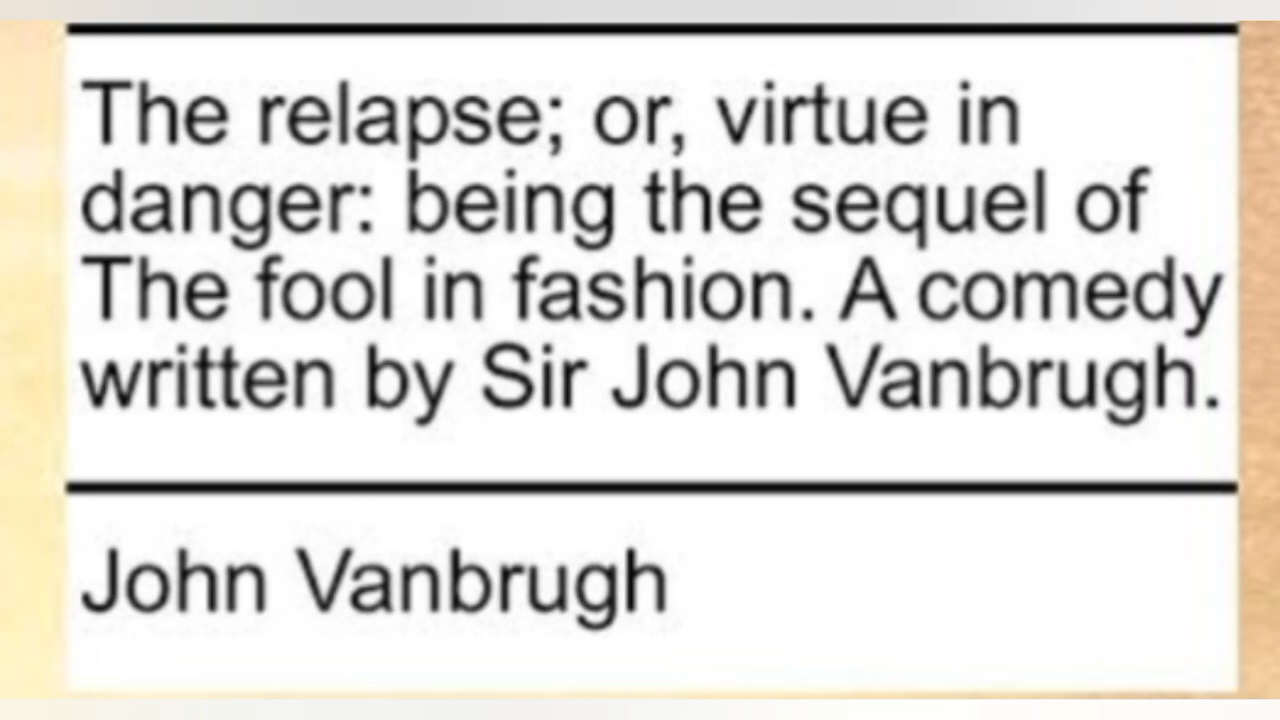 The relapse; or, virtue in
danger: being the sequel of
The fool in fashion. A comedy
written by Sir John Vanbrugh.
John Vanbrugh